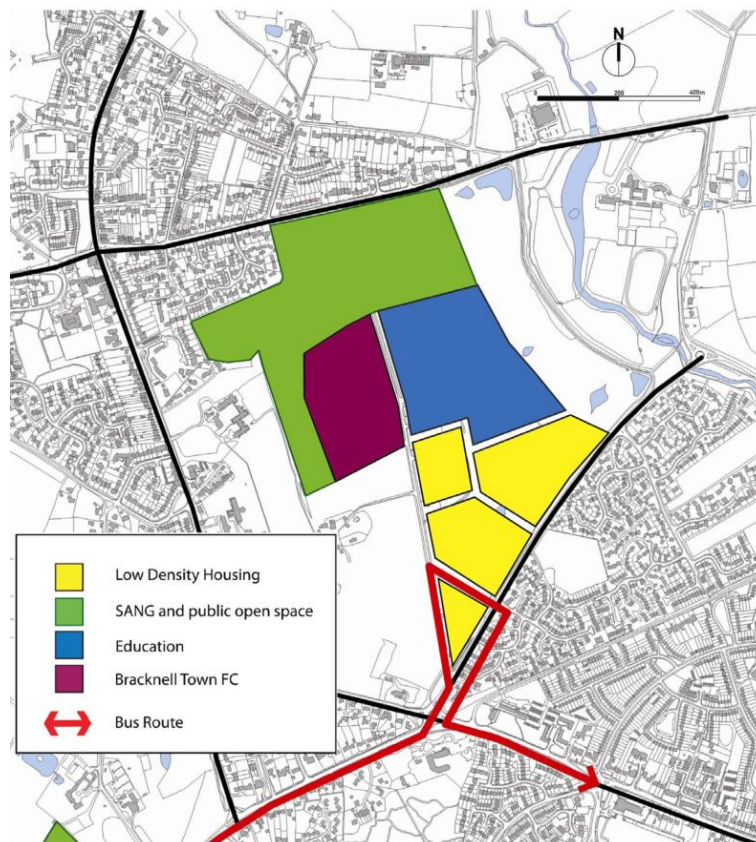 N
0
200
400m
Low Density Housing
SANG and public open space
Education
Bracknell Town FC
Bus Route